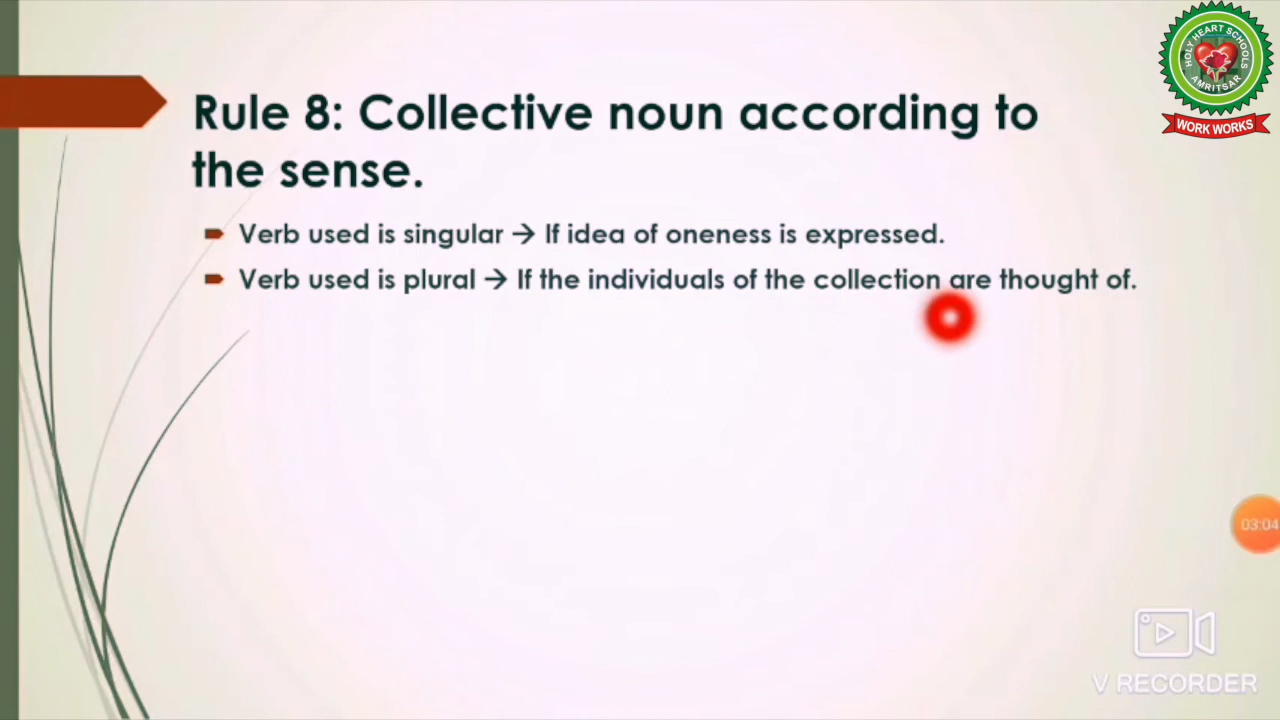 HOLY HEART SCHOOLS
AMRITSAR
WORK WORKS
Rule 8: Collective noun according to
the sense.
Verb used is singular → If idea of oneness is expressed.
Verb used is plural → If the individuals of the collection are thought of.
03:04
V RECORDER